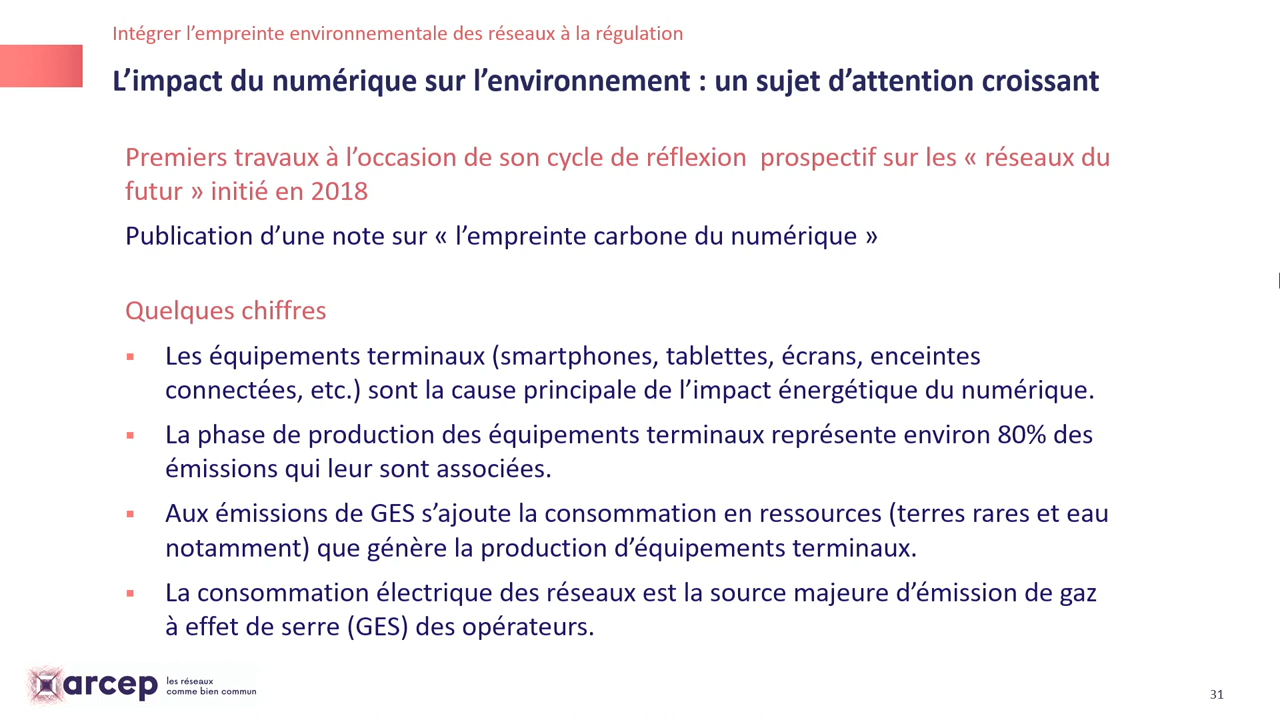 Intégrer l’empreinte environnementale des réseaux à la régulation
L’impact du numérique sur l’environnement : un sujet d’attention croissant
Premiers travaux à l’occasion de son cycle de réflexion  prospectif sur les « réseaux du
futur » initié en 2018
Publication d’une note sur « l’empreinte carbone du numérique »
Quelques chiffres
▪ Les équipements terminaux (smartphones, tablettes, écrans, enceintes
connectées, etc.) sont la cause principale de l’impact énergétique du numérique.
▪ La phase de production des équipements terminaux représente environ 80% des
émissions qui leur sont associées.
▪ Aux émissions de GES s’ajoute la consommation en ressources (terres rares et eau
notamment) que génère la production d’équipements terminaux.
▪ La consommation électrique des réseaux est la source majeure d’émission de gaz
à effet de serre (GES) des opérateurs.
arcep
les réseaux
comme bien commun
31